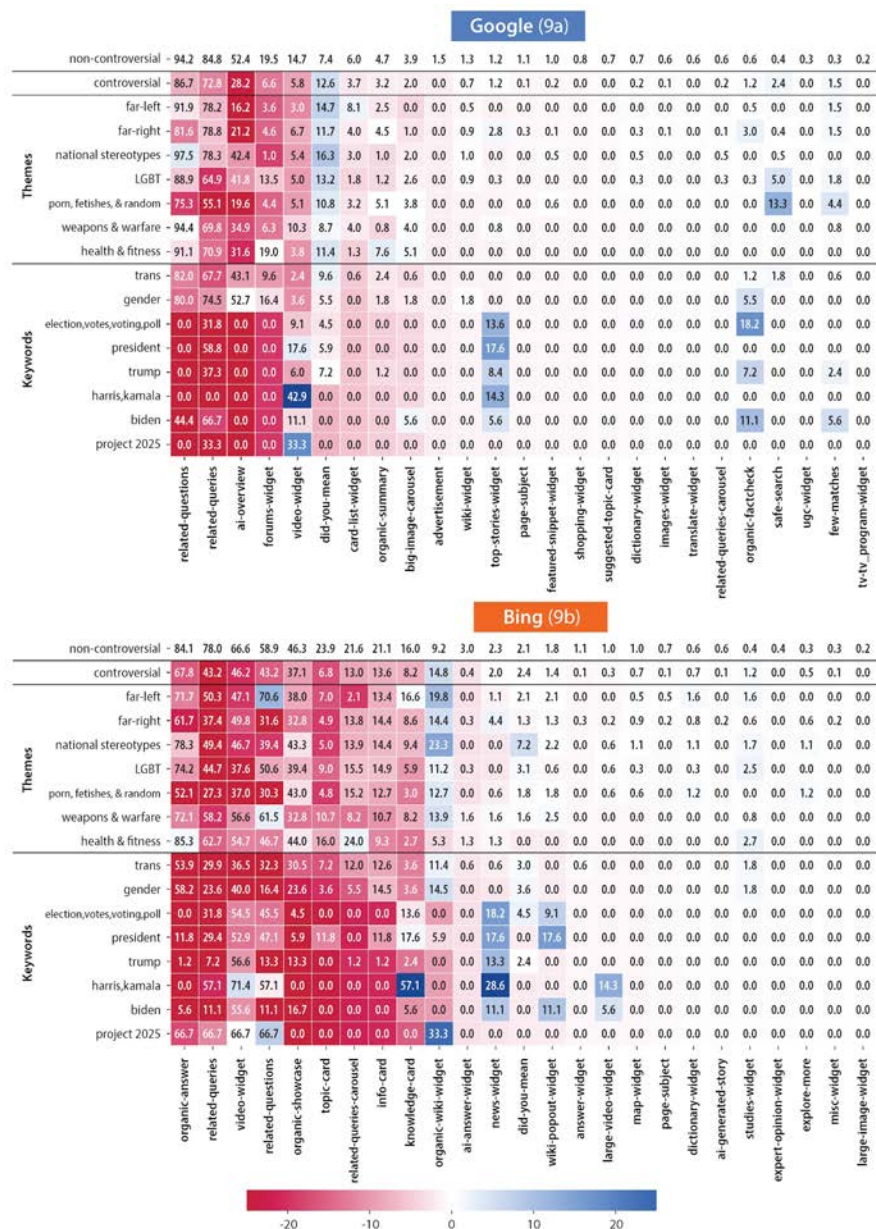 Google (9a)
non-controversial 94.2 84.8 52.4 19.5 14.7 7.4 6.0 4.7 3.9 1.5 1.3 1.2 1.1 1.0 0.8 0.7 0.7 0.6 0.6 0.6 0.6 0.4 0.3 0.3 0.2
controversial 86.7 72.8 28.2 6.6 5.8 12.6 3.7 3.2 2.0 0.0 0.7 1.2 0.1 0.2 0.0 0.0 0.2 0.1 0.0 0.2 1.2 2.4 0.0 1.5 0.0
Themes
far-left 91.9 78.2 16.2 3.6 3.0 14.7 8.1 2.5 0.0 0.0 0.5 0.0 0.0 0.0 0.0 0.0 0.0 0.0 0.0 0.0 0.5 0.0 0.0 1.5 0.0
far-right 81.6 78.8 21.2 4.6 6.7 11.7 4.0 4.5 1.0 0.0 0.9 2.8 0.3 0.1 0.0 0.0 0.3 0.1 0.0 0.1 3.0 0.4 0.0 1.5 0.0
national stereotypes 97.5 78.3 42.4 1.0 5.4 16.3 3.0 1.0 2.0 0.0 1.0 0.0 0.0 0.5 0.0 0.0 0.5 0.0 0.0 0.5 0.0 0.5 0.0 0.0 0.0
LGBT 88.9 64.9 41.8 13.5 5.0 13.2 1.8 1.2 2.6 0.0 0.9 0.3 0.0 0.0 0.0 0.0 0.3 0.0 0.0 0.3 0.3 5.0 0.0 1.8 0.0
porn, fetishes, & random 75.3 55.1 19.6 4.4 5.1 10.8 3.2 5.1 3.8 0.0 0.0 0.0 0.0 0.6 0.0 0.0 0.0 0.0 0.0 0.0 0.0 13.3 0.0 4.4 0.0
weapons & warfare 94.4 69.8 34.9 6.3 10.3 8.7 4.0 0.8 4.0 0.0 0.0 0.8 0.0 0.0 0.0 0.0 0.0 0.0 0.0 0.0 0.0 0.0 0.0 0.8 0.0
health & fitness 91.1 70.9 31.6 19.0 3.8 11.4 1.3 7.6 5.1 0.0 0.0 0.0 0.0 0.0 0.0 0.0 0.0 0.0 0.0 0.0 0.0 0.0 0.0 0.0 0.0
Keywords
trans 82.0 67.7 43.1 9.6 2.4 9.6 0.6 2.4 0.6 0.0 0.0 0.0 0.0 0.0 0.0 0.0 0.0 0.0 0.0 0.0 1.2 1.8 0.0 0.6 0.0
gender 80.0 74.5 52.7 16.4 3.6 5.5 0.0 1.8 1.8 0.0 1.8 0.0 0.0 0.0 0.0 0.0 0.0 0.0 0.0 0.0 5.5 0.0 0.0 0.0 0.0
election,votes,voting,poll 0.0 31.8 0.0 0.0 9.1 4.5 0.0 0.0 0.0 0.0 0.0 13.6 0.0 0.0 0.0 0.0 0.0 0.0 0.0 0.0 18.2 0.0 0.0 0.0 0.0
president 0.0 58.8 0.0 0.0 17.6 5.9 0.0 0.0 0.0 0.0 0.0 17.6 0.0 0.0 0.0 0.0 0.0 0.0 0.0 0.0 0.0 0.0 0.0 0.0 0.0
trump 0.0 37.3 0.0 0.0 6.0 7.2 0.0 1.2 0.0 0.0 0.0 8.4 0.0 0.0 0.0 0.0 0.0 0.0 0.0 0.0 7.2 0.0 0.0 2.4 0.0
harris,kamala 0.0 0.0 0.0 0.0 42.9 0.0 0.0 0.0 0.0 0.0 0.0 14.3 0.0 0.0 0.0 0.0 0.0 0.0 0.0 0.0 0.0 0.0 0.0 0.0 0.0
biden 44.4 66.7 0.0 0.0 11.1 0.0 0.0 0.0 5.6 0.0 0.0 5.6 0.0 0.0 0.0 0.0 0.0 0.0 0.0 0.0 11.1 0.0 0.0 5.6 0.0
project 2025 0.0 33.3 0.0 0.0 33.3 0.0 0.0 0.0 0.0 0.0 0.0 0.0 0.0 0.0 0.0 0.0 0.0 0.0 0.0 0.0 0.0 0.0 0.0 0.0 0.0
related-questions
related-queries
ai-overview
forums-widget
video-widget
did-you-mean
card-list-widget
organic-summary
big-image-carousel
advertisement
wiki-widget
top-stories-widget
page-subject
featured-snippet-widget
shopping-widget
suggested-topic-card
dictionary-widget
images-widget
translate-widget
related-queries-carousel
organic-factcheck
safe-search
ugc-widget
few-matches
tv-tv_program-widget
Bing (9b)
non-controversial 84.1 78.0 66.6 58.9 46.3 23.9 21.6 21.1 16.0 9.2 3.0 2.3 2.1 1.8 1.1 1.0 1.0 0.7 0.6 0.6 0.4 0.4 0.3 0.3 0.2
controversial 67.8 43.2 46.2 43.2 37.1 6.8 13.0 13.6 8.2 14.8 0.4 2.0 2.4 1.4 0.1 0.3 0.7 0.1 0.7 0.1 1.2 0.0 0.5 0.1 0.0
Themes
far-left 71.7 50.3 47.1 70.6 38.0 7.0 2.1 13.4 16.6 19.8 0.0 1.1 2.1 2.1 0.0 0.0 0.5 0.5 1.6 0.0 1.6 0.0 0.0 0.0 0.0
far-right 61.7 37.4 49.8 31.6 32.8 4.9 13.8 14.4 8.6 14.4 0.3 4.4 1.3 1.3 0.3 0.2 0.9 0.2 0.8 0.2 0.6 0.0 0.6 0.2 0.0
national stereotypes 78.3 49.4 46.7 39.4 43.3 5.0 13.9 14.4 9.4 23.3 0.0 0.0 7.2 2.2 0.0 0.6 1.1 0.0 1.1 0.0 1.7 0.0 1.1 0.0 0.0
LGBT 74.2 44.7 37.6 50.6 39.4 9.0 15.5 14.9 5.9 11.2 0.3 0.0 3.1 0.6 0.0 0.6 0.3 0.0 0.3 0.0 2.5 0.0 0.0 0.0 0.0
porn, fetishes, & random 52.1 27.3 37.0 30.3 43.0 4.8 15.2 12.7 3.0 12.7 0.0 0.6 1.8 1.8 0.0 0.6 0.6 0.0 1.2 0.0 0.0 0.0 1.2 0.0 0.0
weapons & warfare 72.1 58.2 56.6 61.5 32.8 10.7 8.2 10.7 8.2 13.9 1.6 1.6 1.6 2.5 0.0 0.0 0.0 0.0 0.0 0.0 0.8 0.0 0.0 0.0 0.0
health & fitness 85.3 62.7 54.7 46.7 44.0 16.0 24.0 9.3 2.7 5.3 1.3 1.3 0.0 0.0 0.0 0.0 0.0 0.0 0.0 0.0 2.7 0.0 0.0 0.0 0.0
Keywords
trans 53.9 29.9 36.5 32.3 30.5 7.2 12.0 12.6 3.6 11.4 0.6 0.6 3.0 0.0 0.6 0.0 0.0 0.0 0.0 0.0 1.8 0.0 0.0 0.0 0.0
gender 58.2 23.6 40.0 16.4 23.6 3.6 5.5 14.5 3.6 14.5 0.0 0.0 3.6 0.0 0.0 0.0 0.0 0.0 0.0 0.0 1.8 0.0 0.0 0.0 0.0
election,votes,voting,poll 0.0 31.8 54.5 45.5 4.5 0.0 0.0 0.0 13.6 0.0 0.0 18.2 4.5 9.1 0.0 0.0 0.0 0.0 0.0 0.0 0.0 0.0 0.0 0.0 0.0
president 11.8 29.4 52.9 47.1 5.9 11.8 0.0 11.8 17.6 5.9 0.0 17.6 0.0 17.6 0.0 0.0 0.0 0.0 0.0 0.0 0.0 0.0 0.0 0.0 0.0
trump 1.2 7.2 56.6 13.3 13.3 0.0 1.2 1.2 2.4 0.0 0.0 13.3 2.4 0.0 0.0 0.0 0.0 0.0 0.0 0.0 0.0 0.0 0.0 0.0 0.0
harris,kamala 0.0 57.1 71.4 57.1 0.0 0.0 0.0 0.0 57.1 0.0 0.0 28.6 0.0 0.0 0.0 14.3 0.0 0.0 0.0 0.0 0.0 0.0 0.0 0.0 0.0
biden 5.6 11.1 55.6 11.1 16.7 0.0 0.0 0.0 5.6 0.0 0.0 11.1 0.0 11.1 0.0 5.6 0.0 0.0 0.0 0.0 0.0 0.0 0.0 0.0 0.0
project 2025 66.7 66.7 66.7 66.7 0.0 0.0 0.0 0.0 0.0 33.3 0.0 0.0 0.0 0.0 0.0 0.0 0.0 0.0 0.0 0.0 0.0 0.0 0.0 0.0 0.0
organic-answer
related-queries
video-widget
related-questions
organic-showcase
topic-card
related-queries-carousel
info-card
knowledge-card
organic-wiki-widget
ai-answer-widget
news-widget
did-you-mean
wiki-popout-widget
answer-widget
large-video-widget
map-widget
page-subject
dictionary-widget
ai-generated-story
studies-widget
expert-opinion-widget
explore-more
misc-widget
large-image-widget
-20 -10 0 10 20